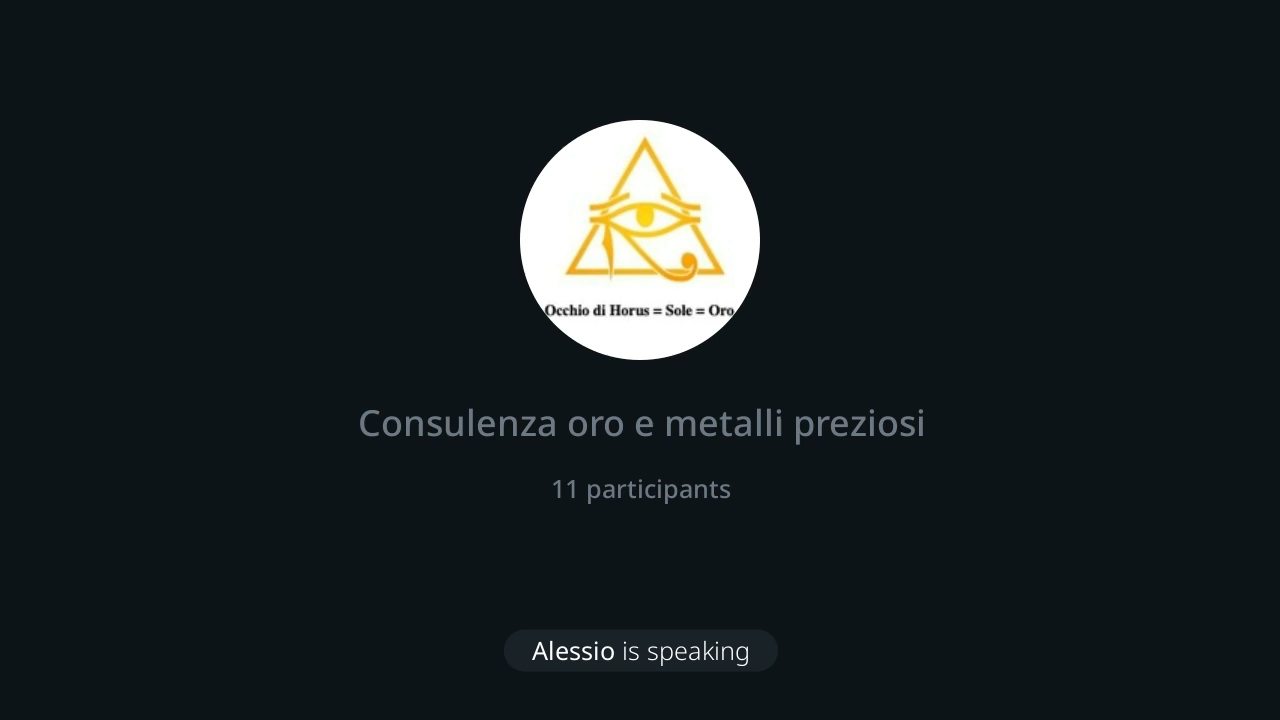 Occhio di Horus = Sole = Oro
Consulenza oro e metalli preziosi
11 participants
Alessio is speaking